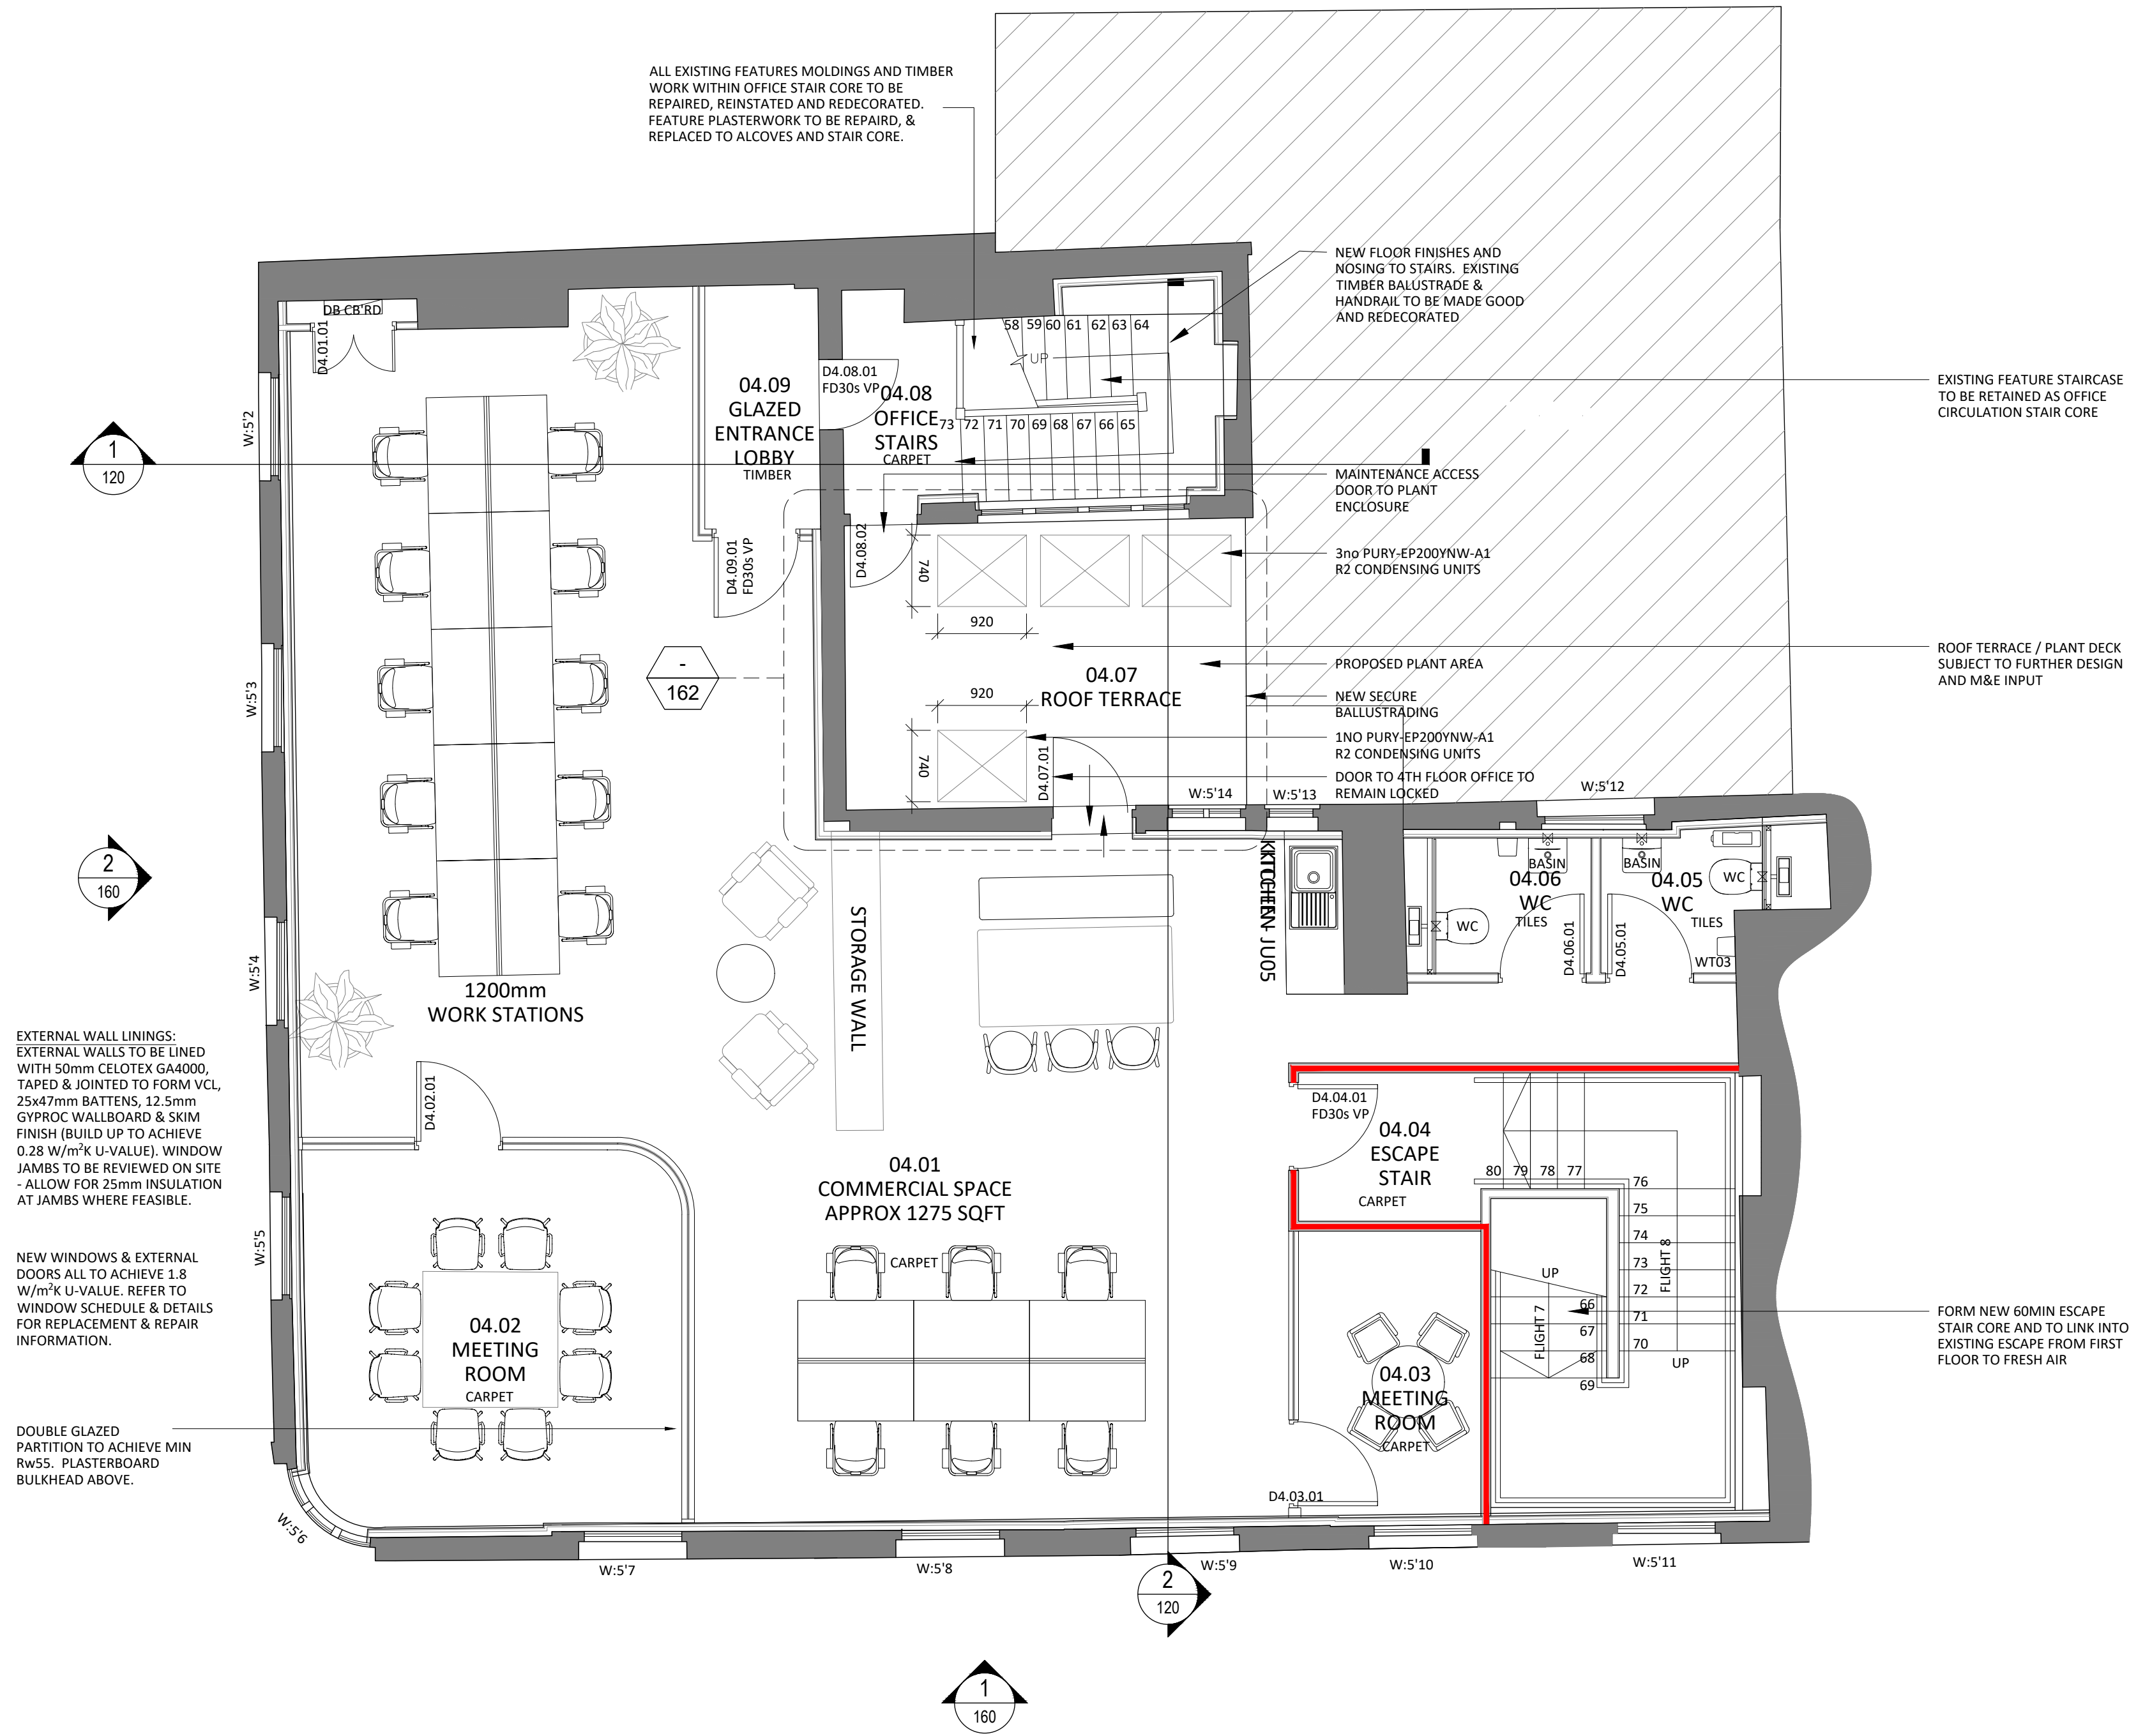 ALL EXISTING FEATURES MOLDINGS AND TIMBER
WORK WITHIN OFFICE STAIR CORE TO BE
REPAIRED, REINSTATED AND REDECORATED.
FEATURE PLASTERWORK TO BE REPAIRD, &
REPLACED TO ALCOVES AND STAIR CORE.
NEW FLOOR FINISHES AND
NOSING TO STAIRS. EXISTING
TIMBER BALUSTRADE &
HANDRAIL TO BE MADE GOOD
AND REDECORATED
EXISTING FEATURE STAIRCASE
TO BE RETAINED AS OFFICE
CIRCULATION STAIR CORE
DB CB'RD
D4.01.01
58 59 60 61 62 63 64
UP
73 72 71 70 69 68 67 66 65
04.09
GLAZED
ENTRANCE
LOBBY
TIMBER
D4.08.01
FD30s VP
04.08
OFFICE
STAIRS
CARPET
W:5'2
1
120
MAINTENANCE ACCESS
DOOR TO PLANT
ENCLOSURE
D4.09.01
FD30s VP
D4.08.02
740
920
3no PURY-EP200YNW-A1
R2 CONDENSING UNITS
ROOF TERRACE / PLANT DECK
SUBJECT TO FURTHER DESIGN
AND M&E INPUT
PROPOSED PLANT AREA
-
162
04.07
ROOF TERRACE
920
740
NEW SECURE
BALLUSTRADING
1NO PURY-EP200YNW-A1
R2 CONDENSING UNITS
DOOR TO 4TH FLOOR OFFICE TO
REMAIN LOCKED
D4.07.01
W:5'3
W:5'14
W:5'13
W:5'12
2
160
STORAGE WALL
KITCHEN- JU05
BASIN
04.06
WC
TILES
WC
D4.06.01
BASIN
04.05
WC
TILES
WC
D4.05.01
WT03
W:5'4
1200mm
WORK STATIONS
EXTERNAL WALL LININGS:
EXTERNAL WALLS TO BE LINED
WITH 50mm CELOTEX GA4000,
TAPED & JOINTED TO FORM VCL,
25x47mm BATTENS, 12.5mm
GYPROC WALLBOARD & SKIM
FINISH (BUILD UP TO ACHIEVE
0.28 W/m²K U-VALUE). WINDOW
JAMBS TO BE REVIEWED ON SITE
- ALLOW FOR 25mm INSULATION
AT JAMBS WHERE FEASIBLE.
D4.02.01
D4.04.01
FD30s VP
04.04
ESCAPE
STAIR
CARPET
80 79 78 77
76
75
74
73
72
71
70
UP
FLIGHT 8
UP
FLIGHT 7
66
67
68
69
04.01
COMMERCIAL SPACE
APPROX 1275 SQFT
CARPET
W:5'5
NEW WINDOWS & EXTERNAL
DOORS ALL TO ACHIEVE 1.8
W/m²K U-VALUE. REFER TO
WINDOW SCHEDULE & DETAILS
FOR REPLACEMENT & REPAIR
INFORMATION.
04.02
MEETING
ROOM
CARPET
04.03
MEETING
ROOM
CARPET
D4.03.01
FORM NEW 60MIN ESCAPE
STAIR CORE AND TO LINK INTO
EXISTING ESCAPE FROM FIRST
FLOOR TO FRESH AIR
DOUBLE GLAZED
PARTITION TO ACHIEVE MIN
Rw55. PLASTERBOARD
BULKHEAD ABOVE.
W:5'6
W:5'7
W:5'8
W:5'9
W:5'10
W:5'11
2
120
1
160